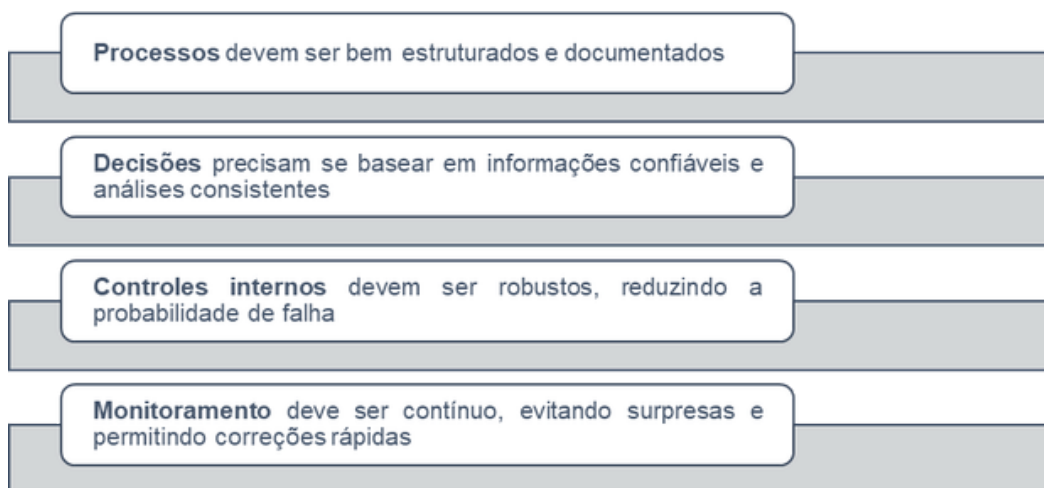 Processos devem ser bem estruturados e documentados
Decisões precisam se basear em informações confiáveis e
análises consistentes
Controles internos devem ser robustos, reduzindo a
probabilidade de falha
Monitoramento deve ser contínuo, evitando surpresas e
permitindo correções rápidas